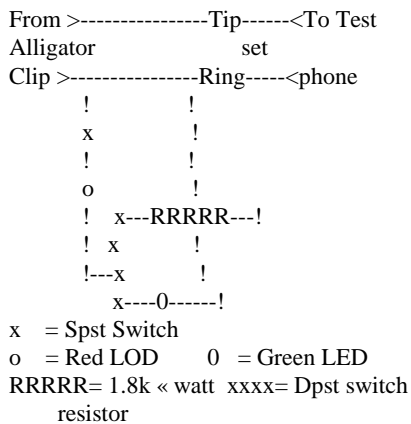 From >-----------------Tip------<To Test
Alligator set
Clip >----------------Ring-----<phone
! !
x !
! !
o !
! x---RRRRR---!
! x !
!---x !
x----0------!
x = Spst Switch
o = Red LOD 0 = Green LED
RRRRR= 1.8k « watt xxxx= Dpst switch
resistor